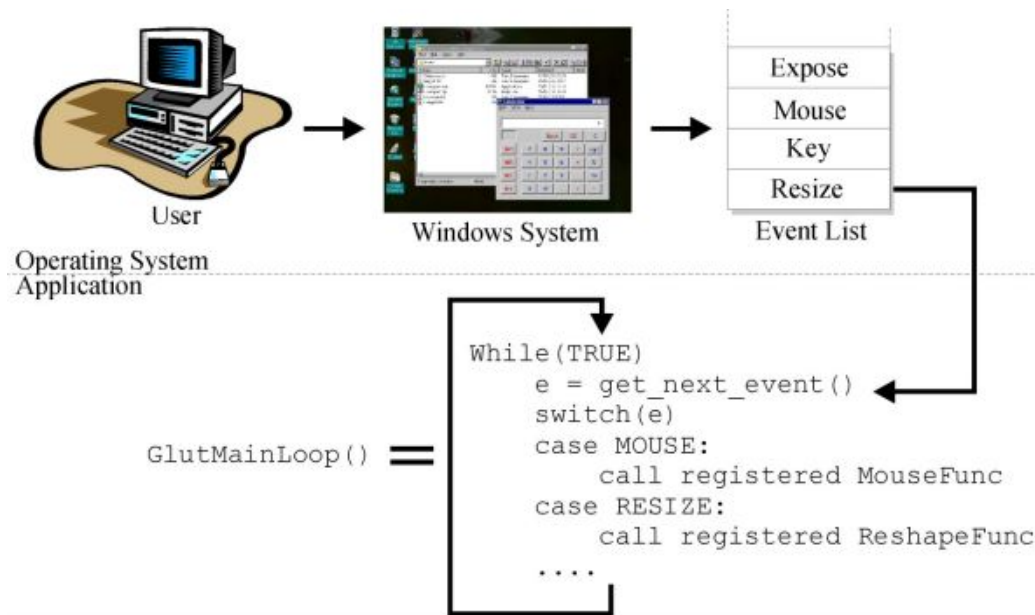 Expose
Mouse
Key
Resize
User
Windows System
Event List
Operating System
Application
While(TRUE)
e = get_next_event()
switch(e)
case MOUSE:
GlutMainLoop() =
call registered MouseFunc
case RESIZE:
call registered ReshapeFunc
....